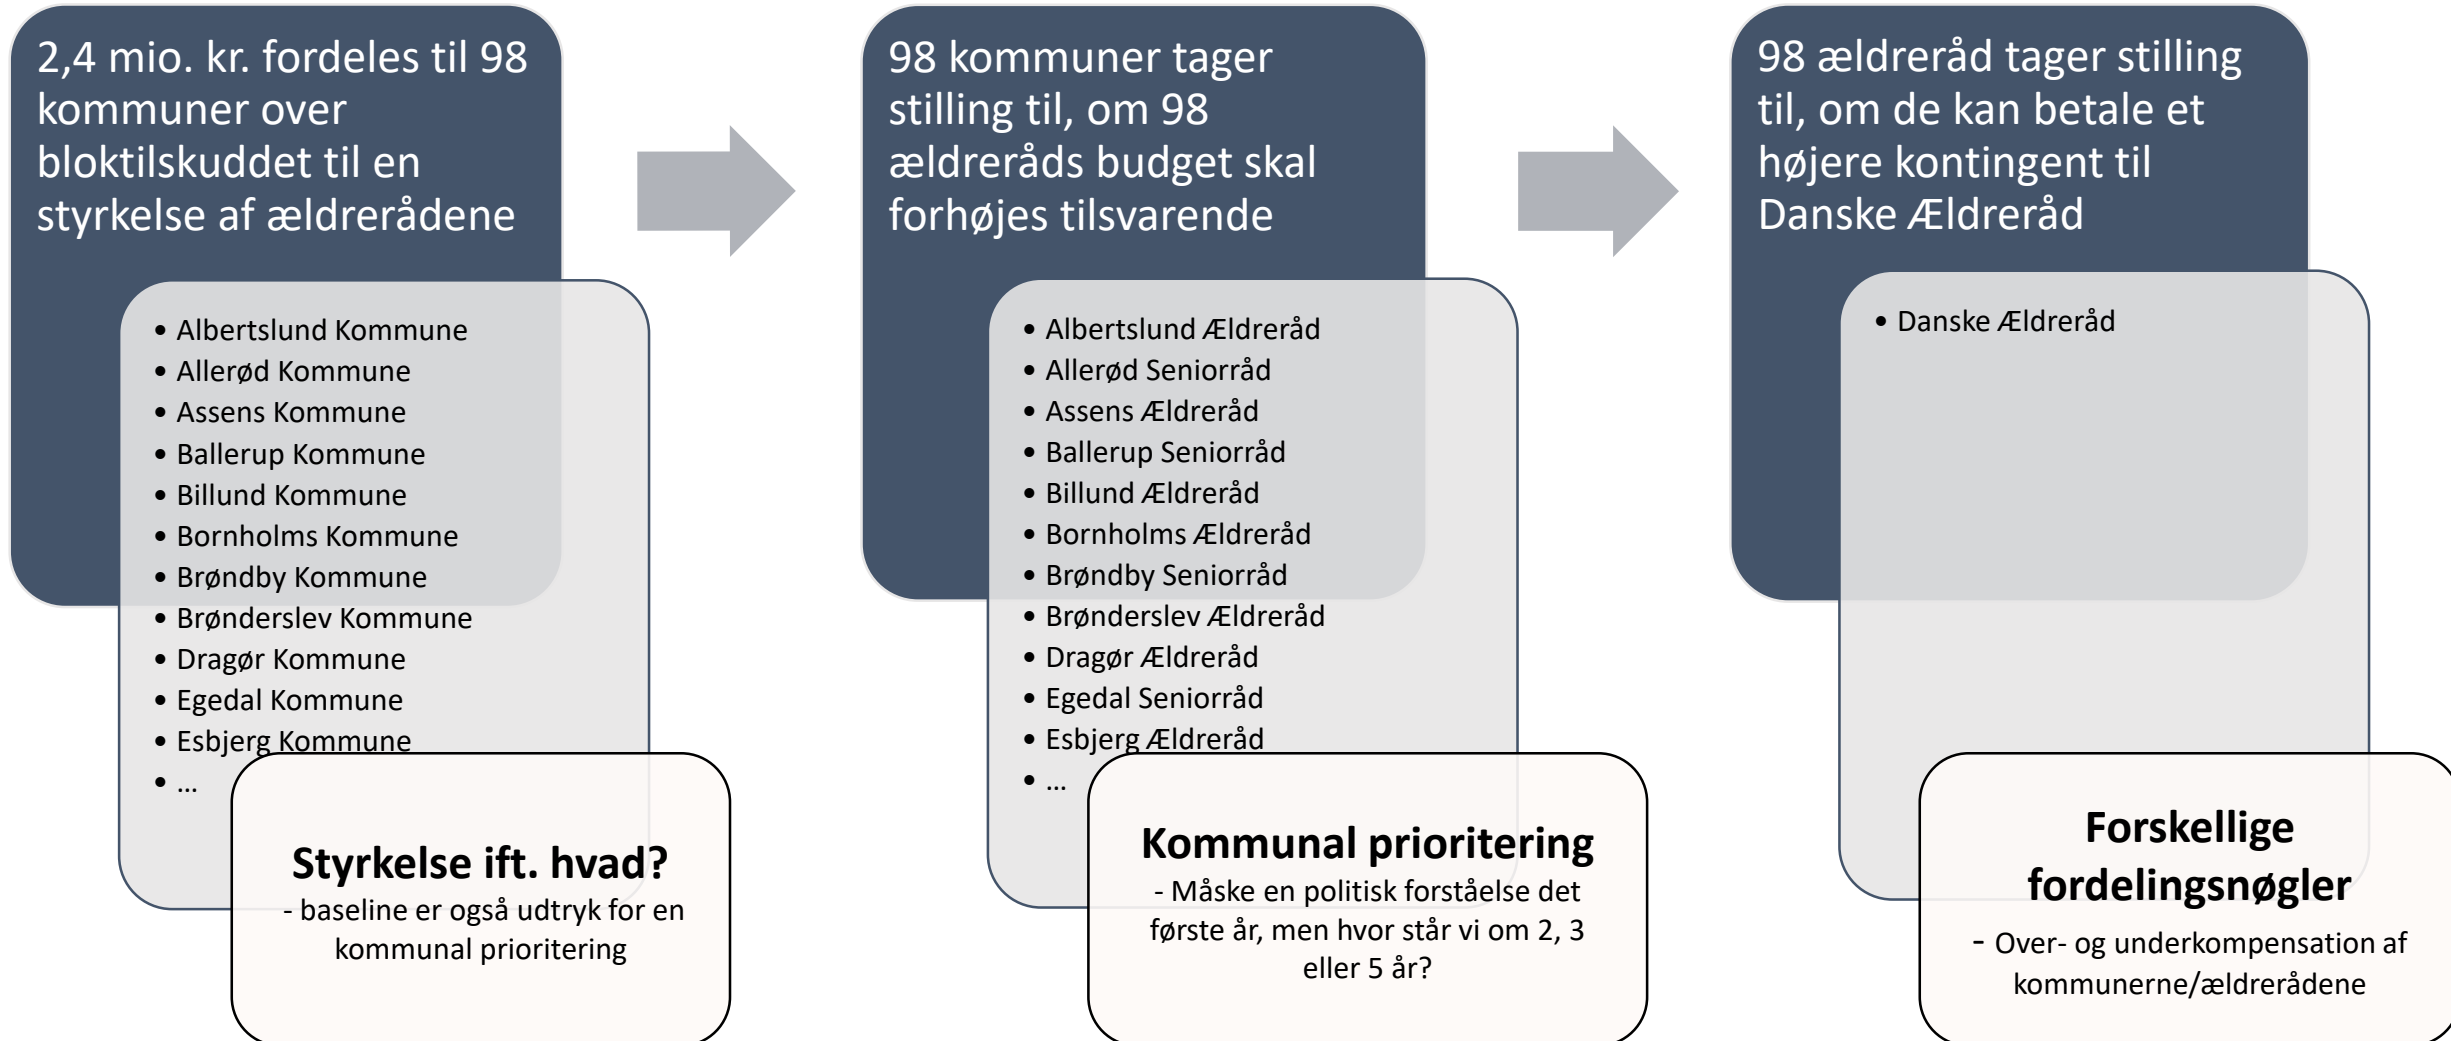 2,4 mio. kr. fordeles til 98
kommuner over
bloktilskuddet til en
styrkelse af ældrerådene
• Albertslund Kommune
• Allerød Kommune
• Assens Kommune
• Ballerup Kommune
• Billund Kommune
• Bornholms Kommune
• Brøndby Kommune
• Brønderslev Kommune
• Dragør Kommune
• Egedal Kommune
• Esbjerg Kommune
• ...
Styrkelse ift. hvad?
- baseline er også udtryk for en
kommunal prioritering
98 kommuner tager
stilling til, om 98
ældreråds budget skal
forhøjes tilsvarende
• Albertslund Ældreråd
• Allerød Seniorråd
• Assens Ældreråd
• Ballerup Seniorråd
• Billund Ældreråd
• Bornholms Ældreråd
• Brøndby Seniorråd
• Brønderslev Ældreråd
• Dragør Ældreråd
• Egedal Seniorråd
• Esbjerg Ældreråd
• ...
Kommunal prioritering
- Måske en politisk forståelse det
første år, men hvor står vi om 2, 3
eller 5 år?
98 ældreråd tager stilling
til, om de kan betale et
højere kontingent til
Danske Ældreråd
• Danske Ældreråd
Forskellige
fordelingsnøgler
- Over- og underkompensation af
kommunerne/ældrerådene